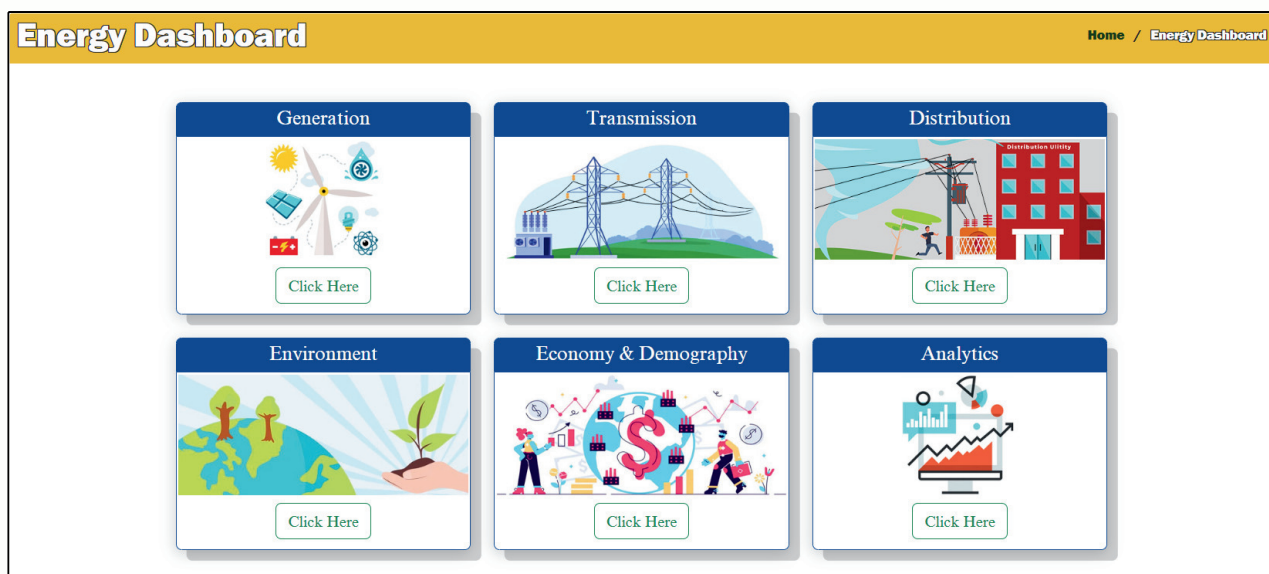 Energy Dashboard
Home / Energy Dashboard
Generation
Transmission
Distribution
Distribution Uiltity
Click Here
Click Here
Click Here
Environment
Economy & Demography
Analytics
Click Here
Click Here
Click Here